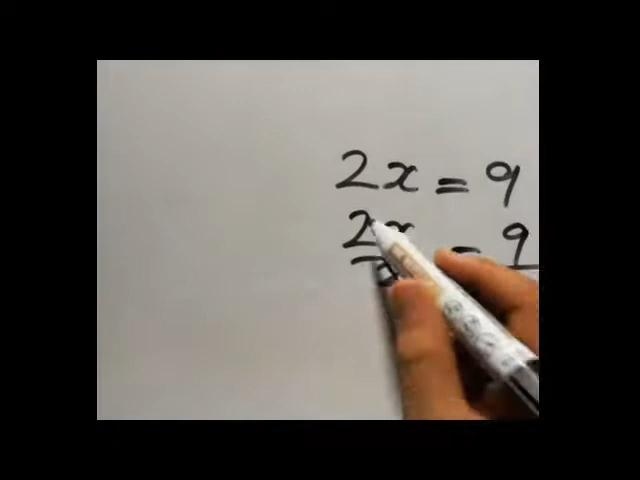 2x = 9
2x = 9